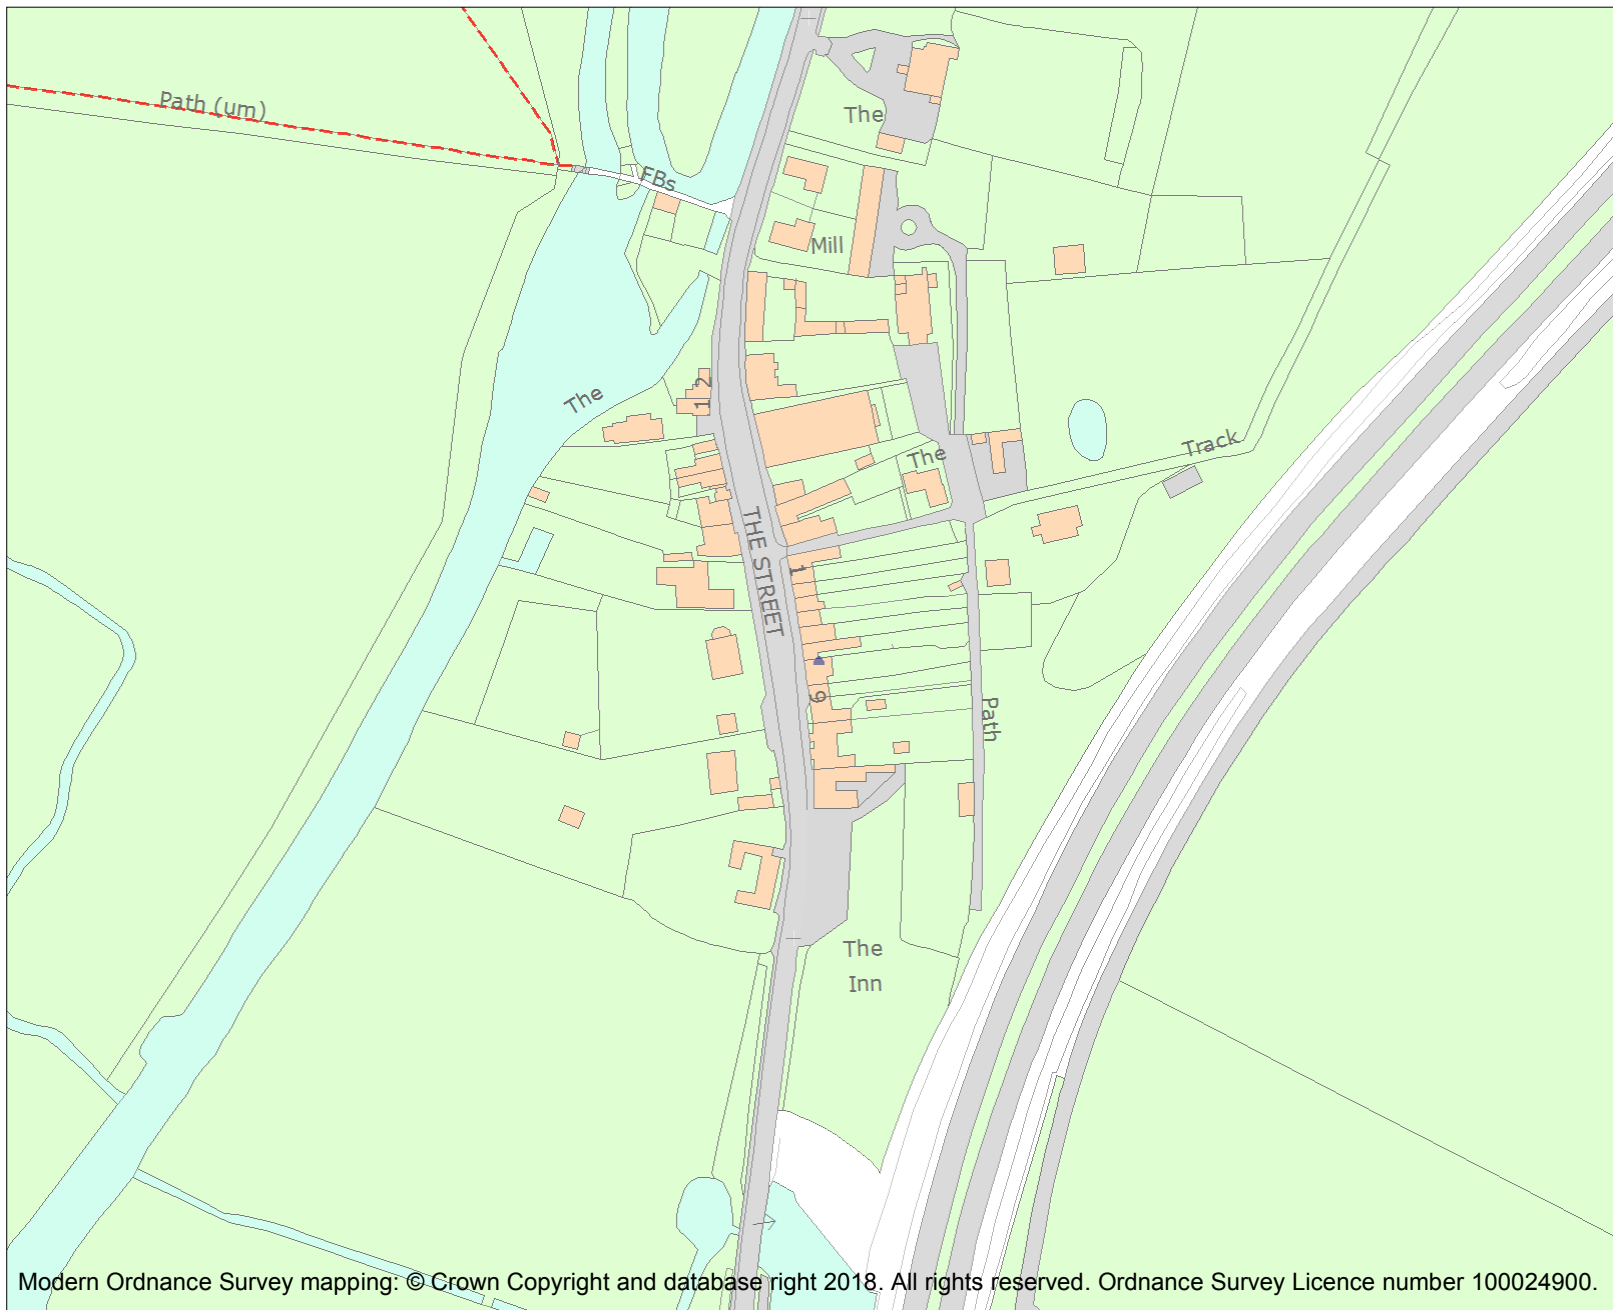 Path (um)
The
FBs
Mill
The
12
The
Track
THE STREET
1
9
Path
The
Inn
Modern Ordnance Survey mapping: © Crown Copyright and database right 2018. All rights reserved. Ordnance Survey Licence number 100024900.